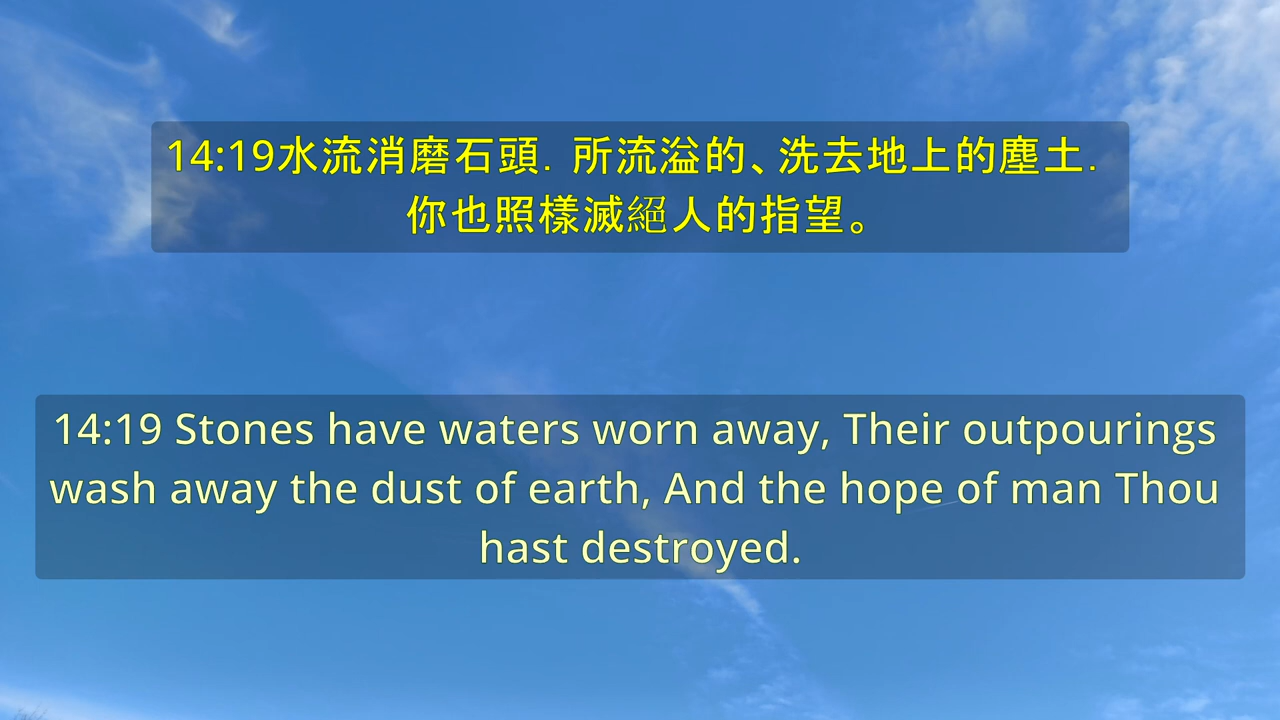 14:19水流消磨石頭．所流溢的、洗去地上的塵土．
你也照樣滅絕人的指望。
14:19 Stones have waters worn away, Their outpourings
wash away the dust of earth, And the hope of man Thou
hast destroyed.